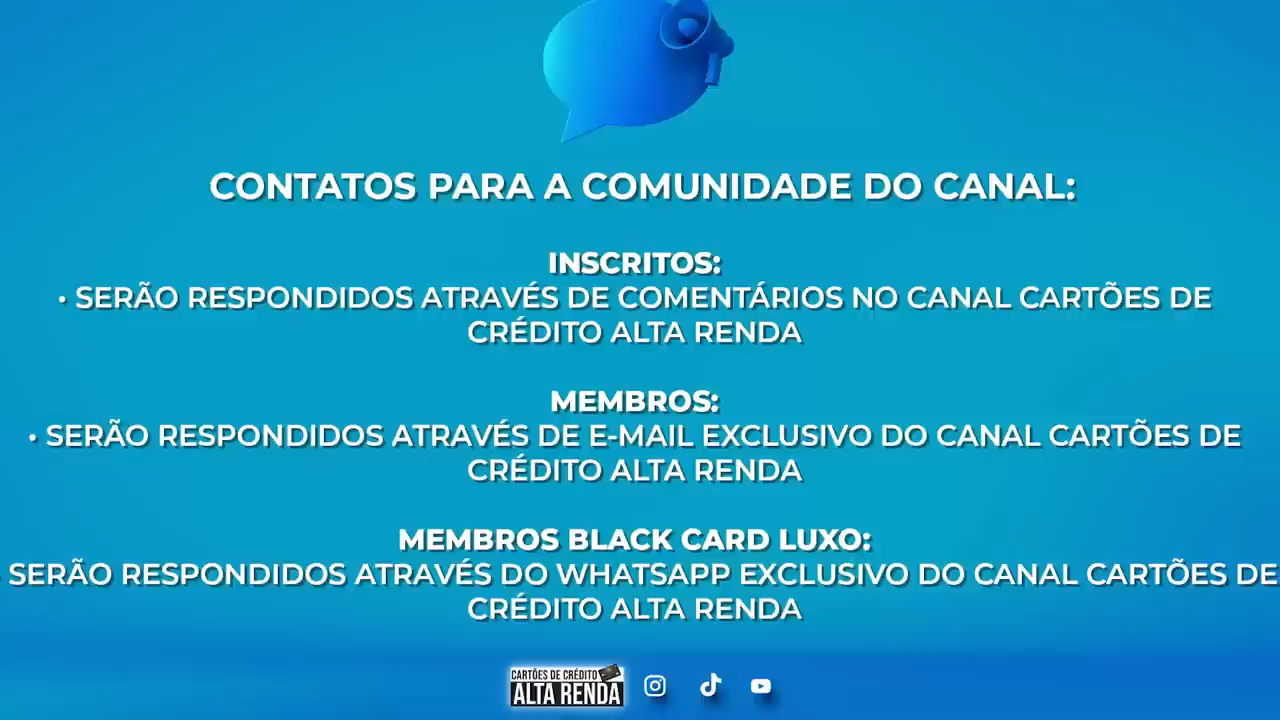 CONTATOS PARA A COMUNIDADE DO CANAL:
INSCRITOS:
• SERÃO RESPONDIDOS ATRAVÉS DE COMENTÁRIOS NO CANAL CARTÕES DE
CRÉDITO ALTA RENDA
MEMBROS:
• SERÃO RESPONDIDOS ATRAVÉS DE E-MAIL EXCLUSIVO DO CANAL CARTÕES DE
CRÉDITO ALTA RENDA
MEMBROS BLACK CARD LUXO:
SERÃO RESPONDIDOS ATRAVÉS DO WHATSAPP EXCLUSIVO DO CANAL CARTÕES DE
CRÉDITO ALTA RENDA
CARTÕES DE CRÉDITO
ALTA RENDA